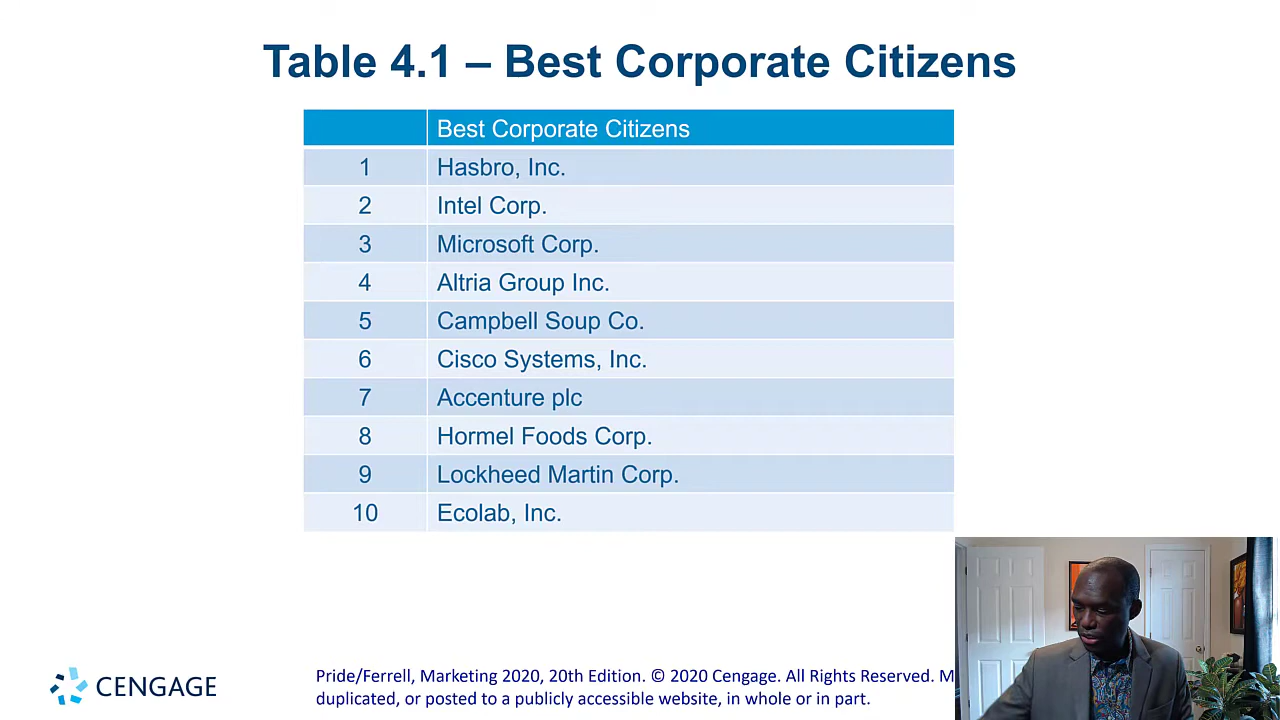 Table 4.1 – Best Corporate Citizens
Best Corporate Citizens
1 Hasbro, Inc.
2 Intel Corp.
3 Microsoft Corp.
4 Altria Group Inc.
5 Campbell Soup Co.
6 Cisco Systems, Inc.
7 Accenture plc
8 Hormel Foods Corp.
9 Lockheed Martin Corp.
10 Ecolab, Inc.
CENGAGE
Pride/Ferrell, Marketing 2020, 20th Edition. © 2020 Cengage. All Rights Reserved.
duplicated, or posted to a publicly accessible website, in whole or in part.